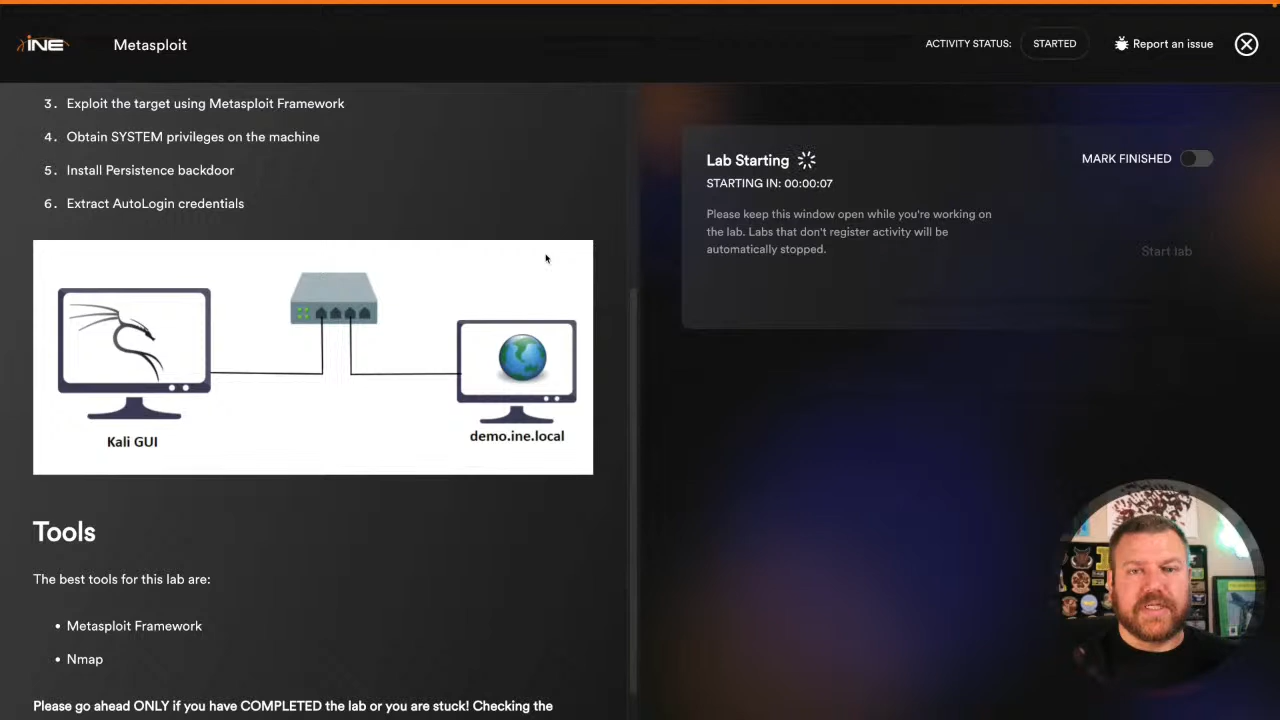 INE
Metasploit
ACTIVITY STATUS:
STARTED
Report an issue
3. Exploit the target using Metasploit Framework
4. Obtain SYSTEM privileges on the machine
5. Install Persistence backdoor
6. Extract AutoLogin credentials
Lab Starting
MARK FINISHED
STARTING IN: 00:00:07
Please keep this window open while you're working on
the lab. Labs that don't register activity will be
automatically stopped.
Start lab
Kali GUI
demo.ine.local
Tools
The best tools for this lab are:
• Metasploit Framework
• Nmap
Please go ahead ONLY if you have COMPLETED the lab or you are stuck! Checking the